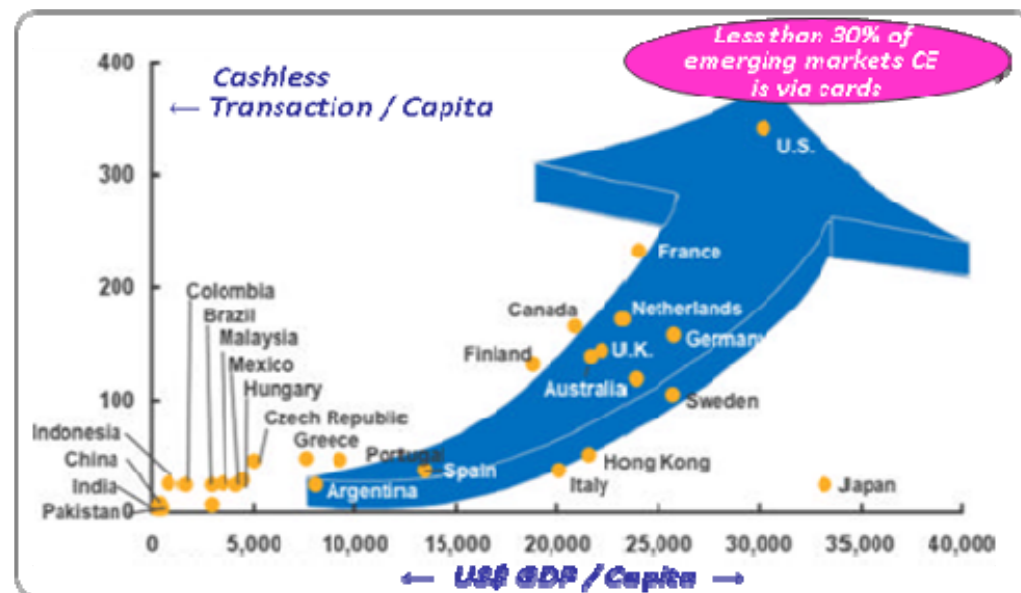 Less than 30% of
emerging markets CE
is via cards
Cashless
← Transaction / Capita
400
300
200
100
0
U.S.
France
Colombia
Brazil
Malaysia
Mexico
Hungary
Czech Republic
Greece
Portugal
Indonesia
China
India
Pakistan
Canada
Netherlands
Finland
U.K.
Germany
Australia
Sweden
Hong Kong
Spain
Italy
Argentina
Japan
0 5,000 10,000 15,000 20,000 25,000 30,000 35,000 40,000
← US$ GDP / Capita →